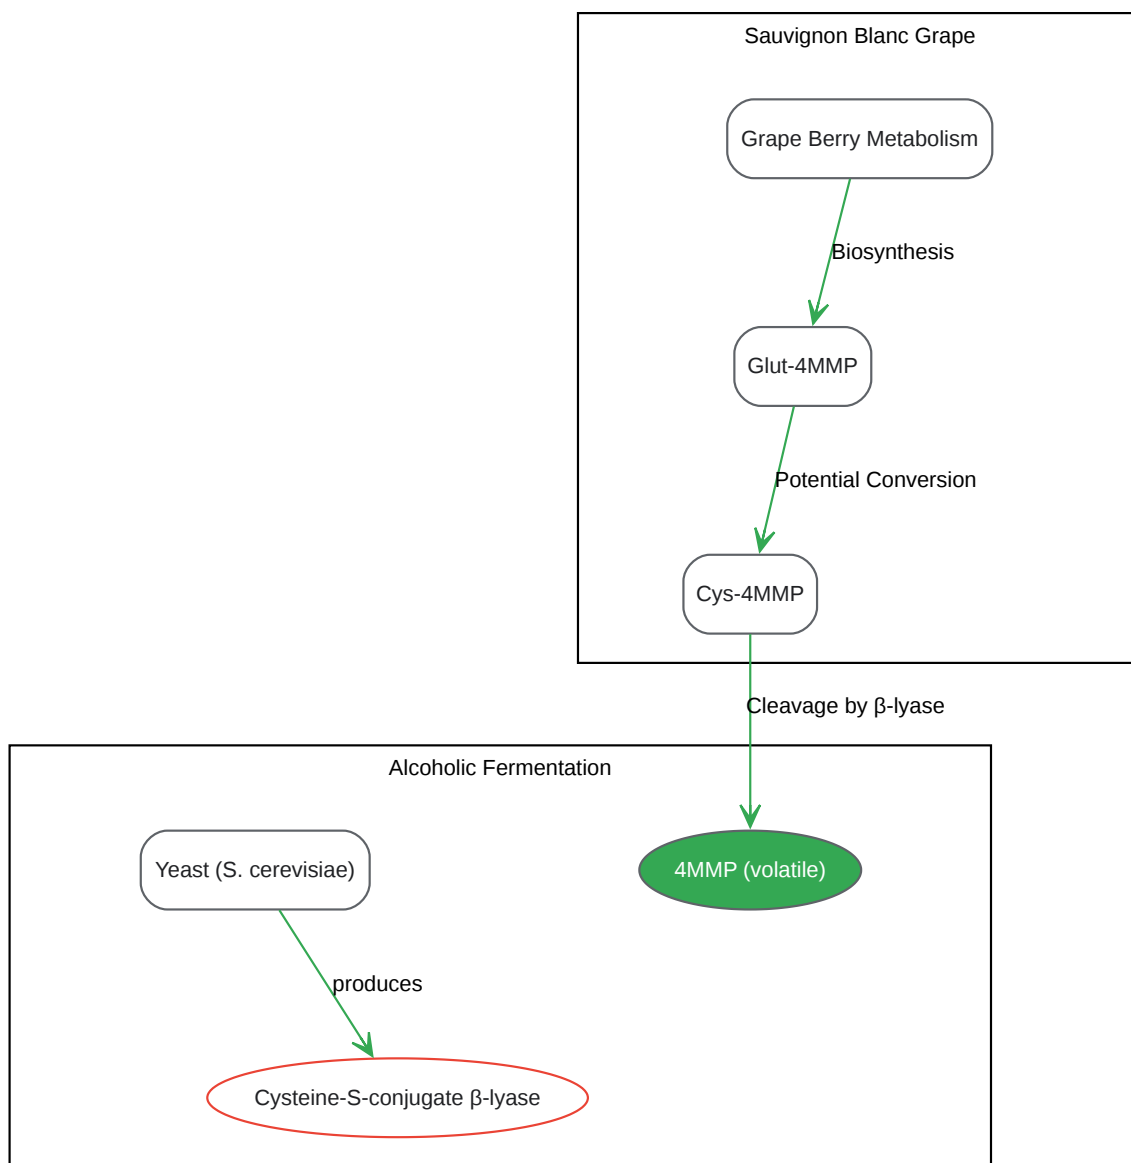 Sauvignon Blanc Grape
Grape Berry Metabolism
Biosynthesis
Glut-4MMP
Potential Conversion
Cys-4MMP
Cleavage by β-lyase
Alcoholic Fermentation
Yeast (S. cerevisiae)
4MMP (volatile)
produces
Cysteine-S-conjugate β-lyase